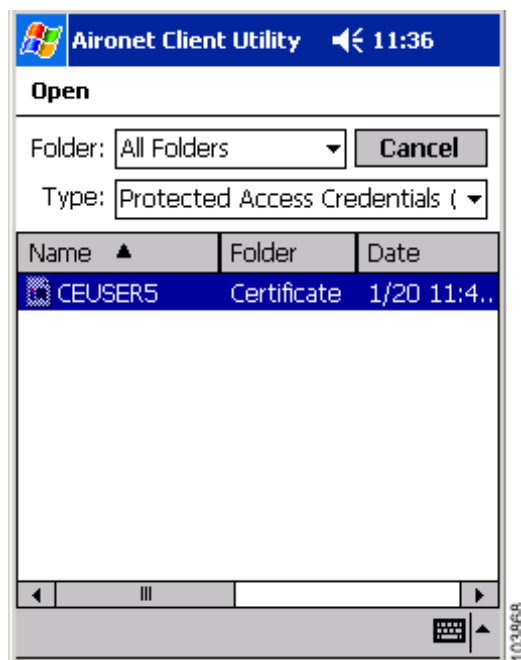 Aironet Client Utility 11:36
Open
Folder: All Folders Cancel
Type: Protected Access Credentials (
Name Folder Date
CEUSER5 Certificate 1/20 11:4..
103868